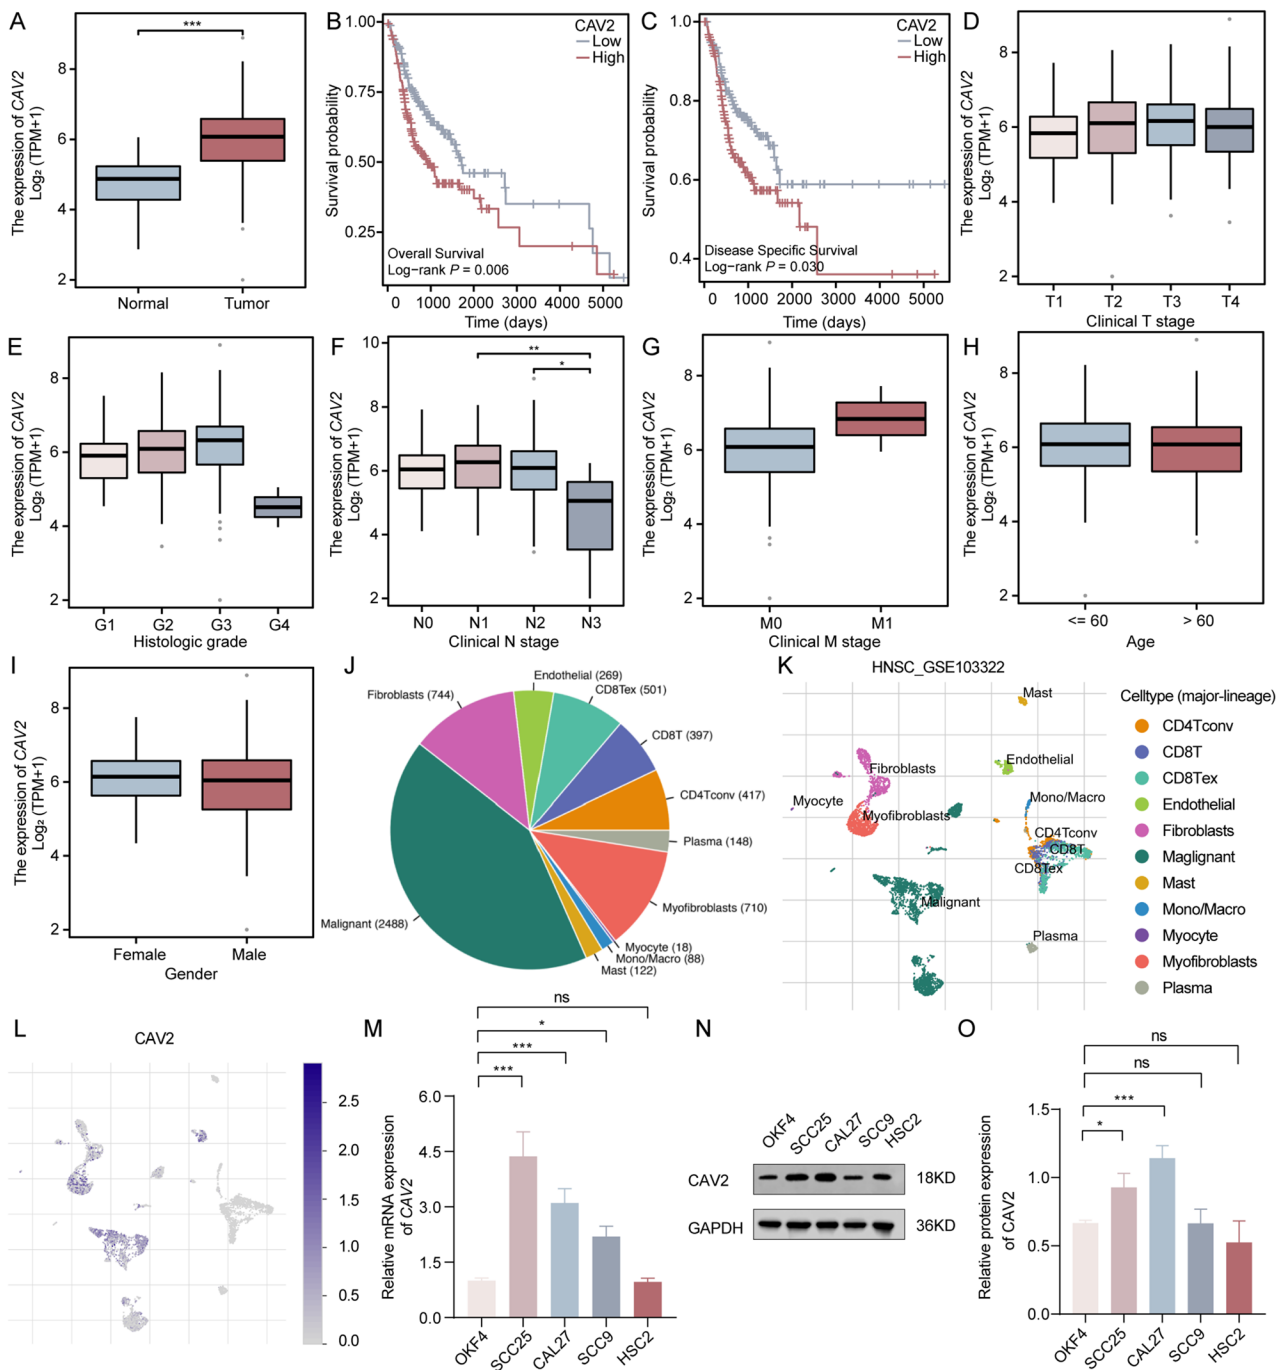 A
The expression of CAV2
Log₂ (TPM+1)
8
6
4
2
***
Normal
Tumor
B
Survival probability
1.00
0.75
0.50
0.25
CAV2
Low
High
Overall Survival
Log-rank P = 0.006
0 1000 2000 3000 4000 5000
Time (days)
C
Survival probability
1.0
0.8
0.6
0.4
CAV2
Low
High
Disease Specific Survival
Log-rank P = 0.030
0 1000 2000 3000 4000 5000
Time (days)
D
The expression of CAV2
Log₂ (TPM+1)
8
6
4
2
T1 T2 T3 T4
Clinical T stage
E
The expression of CAV2
Log₂ (TPM+1)
8
6
4
2
G1 G2 G3 G4
Histologic grade
F
The expression of CAV2
Log₂ (TPM+1)
10
8
6
4
2
**
*
N0 N1 N2 N3
Clinical N stage
G
The expression of CAV2
Log₂ (TPM+1)
8
6
4
2
M0 M1
Clinical M stage
H
The expression of CAV2
Log₂ (TPM+1)
8
6
4
2
<= 60 > 60
Age
I
The expression of CAV2
Log₂ (TPM+1)
8
6
4
2
Female Male
Gender
J
Endothelial (269)
CD8Tex (501)
Fibroblasts (744)
CD8T (397)
CD4Tconv (417)
Plasma (148)
Myofibroblasts (710)
Malignant (2488)
Myocyte (18)
Mono/Macro (88)
Mast (122)
K
HNSC_GSE103322
Mast
Fibroblasts
Endothelial
Myocyte
Mono/Macro
Myofibroblasts
CD4Tconv
CD8T
CD8Tex
Malignant
Plasma
Celltype (major-lineage)
CD4Tconv
CD8T
CD8Tex
Endothelial
Fibroblasts
Maglignant
Mast
Mono/Macro
Myocyte
Myofibroblasts
Plasma
L
CAV2
2.5
2.0
1.5
1.0
0.5
0.0
M
ns
*
***
***
Relative mRNA expression
of CAV2
6.0
4.5
3.0
1.5
0.0
OKF4 SCC25 CAL27 SCC9 HSC2
N
OKF4 SCC25 CAL27 SCC9 HSC2
CAV2 18KD
GAPDH 36KD
O
ns
ns
***
*
Relative protein expression
of CAV2
1.5
1.0
0.5
0.0
OKF4 SCC25 CAL27 SCC9 HSC2